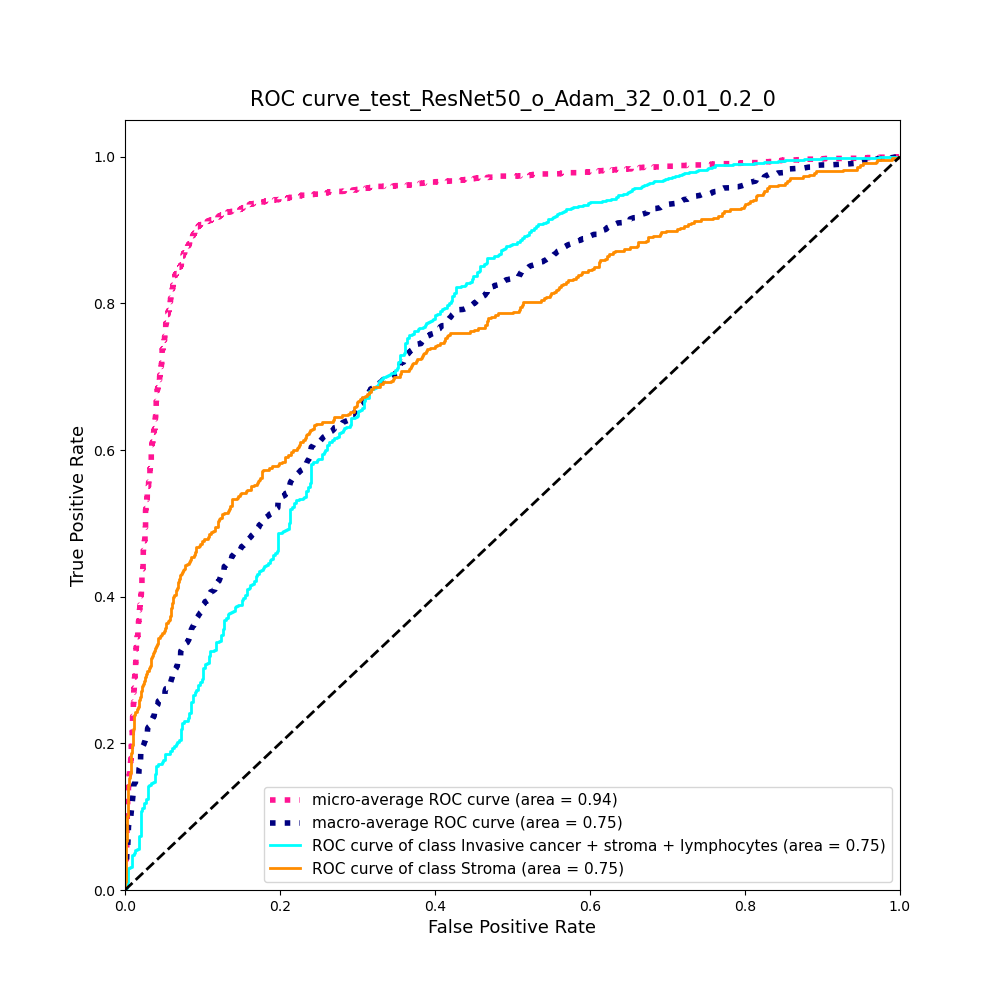 ROC curve_test_ResNet50_o_Adam_32_0.01_0.2_0
True Positive Rate
1.0
0.8
0.6
0.4
0.2
0.0
micro-average ROC curve (area = 0.94)
macro-average ROC curve (area = 0.75)
ROC curve of class Invasive cancer + stroma + lymphocytes (area = 0.75)
ROC curve of class Stroma (area = 0.75)
0.0 0.2 0.4 0.6 0.8 1.0
False Positive Rate